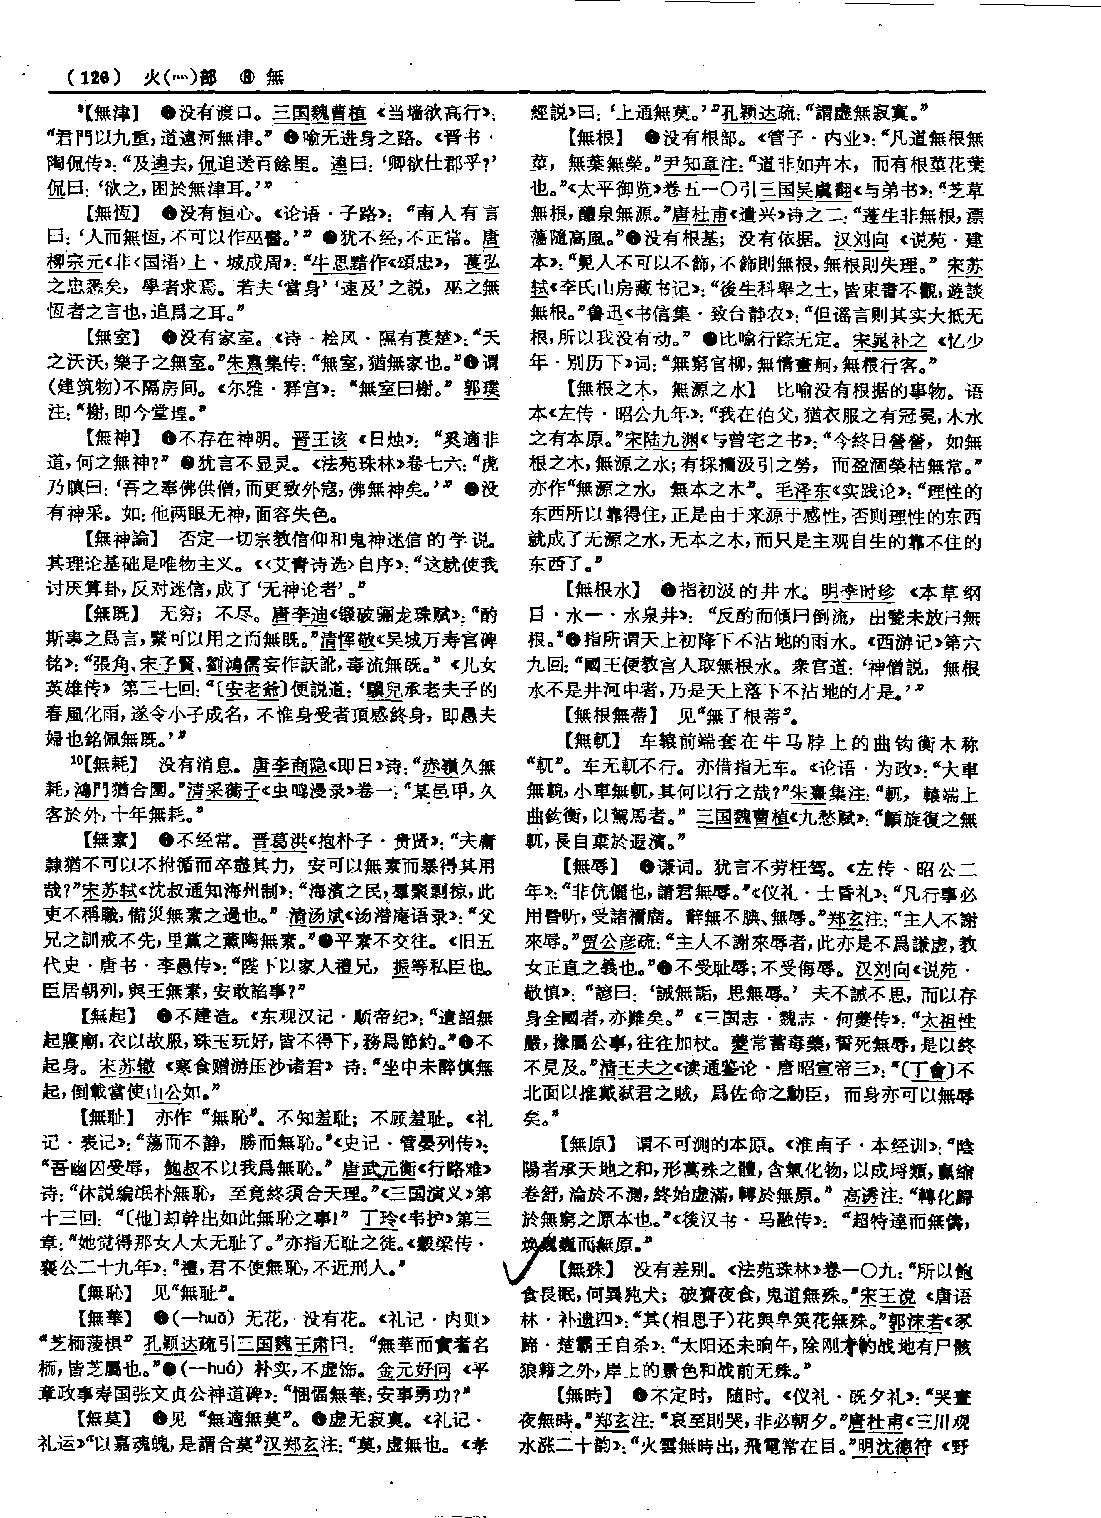 (126) 火(灬)部 ⑧ 無
⁹【無津】 ❶没有渡口。三国魏曹植《当墙欲高行》：
“君門以九重，道遠河無津。”❷喻无进身之路。《晋书·
陶侃传》：“及逵去，侃追送百餘里。逵曰：‘卿欲仕郡乎？’
侃曰：‘欲之，困於無津耳。’”
【無恆】 ❶没有恒心。《论语·子路》：“南人有言
曰：‘人而無恆，不可以作巫醫。’”❷犹不经，不正常。唐
柳宗元《非〈国语〉上·城成周》：“牛思黯作《頌忠》，萇弘
之忠悉矣，學者求焉。若夫‘當身’‘速及’之説，巫之無
恆者之言也，追爲之耳。”
【無室】 ❶没有家室。《诗·桧风·隰有萇楚》：“夭
之沃沃，樂子之無室。”朱熹集传：“無室，猶無家也。”❷谓
(建筑物)不隔房间。《尔雅·释宫》：“無室曰榭。”郭璞
注：“榭，即今堂堭。”
【無神】 ❶不存在神明。晋王该《日烛》：“奚適非
道，何之無神？”❷犹言不显灵。《法苑珠林》卷七六：“虎
乃瞋曰：‘吾之奉佛供僧，而更致外寇，佛無神矣。’”❸没
有神采。如：他两眼无神，面容失色。
【無神論】 否定一切宗教信仰和鬼神迷信的学说。
其理论基础是唯物主义。《〈艾青诗选〉自序》：“这就使我
讨厌算卦，反对迷信，成了‘无神论者’。”
【無既】 无穷；不尽。唐李迪《锻破骊龙珠赋》：“酌
斯事之爲言，繄可以用之而無既。”清恽敬《吴城万寿宫碑
铭》：“張角、宋子賢、劉鴻儒妄作訞訛，毒流無既。”《儿女
英雄传》第三七回：“〔安老爺〕便説道：‘驥兒承老夫子的
春風化雨，遂令小子成名，不惟身受者頂感終身，即愚夫
婦也銘佩無既。’”
¹⁰【無耗】 没有消息。唐李商隐《即日》诗：“赤嶺久無
耗，鴻門猶合圍。”清采蘅子《虫鸣漫录》卷一：“某邑甲，久
客於外，十年無耗。”
【無素】 ❶不经常。晋葛洪《抱朴子·贵贤》：“夫庸
隸猶不可以不拊循而卒盡其力，安可以無素而暴得其用
哉？”宋苏轼《沈叔通知海州制》：“海濱之民，羣聚剽掠，此
吏不稱職，備災無素之過也。”清汤斌《汤潜庵语录》：“父
兄之訓戒不先，里黨之薰陶無素。”❷平素不交往。《旧五
代史·唐书·李愚传》：“陛下以家人禮兄，振等私臣也。
臣居朝列，與王無素，安敢諂事？”
【無起】 ❶不建造。《东观汉记·顺帝纪》：“遺詔無
起寢廟，衣以故服，珠玉玩好，皆不得下，務爲節約。”❷不
起身。宋苏辙《寒食赠游压沙诸君》诗：“坐中未醉慎無
起，倒載當使山公如。”
【無耻】 亦作“無恥”。不知羞耻；不顾羞耻。《礼
记·表记》：“蕩而不静，勝而無恥。”《史记·管晏列传》：
“吾幽囚受辱，鮑叔不以我爲無恥。”唐武元衡《行路难》
诗：“休説編氓朴無恥，至竟終須合天理。”《三国演义》第
十三回：“〔他〕却幹出如此無恥之事！”丁玲《韦护》第三
章：“她觉得那女人太无耻了。”亦指无耻之徒。《榖梁传·
襄公二十九年》：“禮，君不使無恥，不近刑人。”
【無恥】 见“無耻”。
【無華】 ❶(—huā)无花，没有花。《礼记·内则》
“芝栭蔆椇”孔颖达疏引三国魏王肃曰：“無華而實者名
栭，皆芝屬也。”❷(—huá)朴实，不虚饰。金元好问《平
章政事寿国张文贞公神道碑》：“悃愊無華，安事勇功？”
【無莫】 ❶见“無適無莫”。❷虚无寂寞。《礼记·
礼运》“以嘉魂魄，是謂合莫”汉郑玄注：“莫，虚無也。《孝
經説》曰：‘上通無莫。’”孔颖达疏：“謂虚無寂寞。”
【無根】 ❶没有根部。《管子·内业》：“凡道無根無
莖，無葉無榮。”尹知章注：“道非如卉木，而有根莖花葉
也。”《太平御览》卷五一〇引三国吴虞翻《与弟书》：“芝草
無根，醴泉無源。”唐杜甫《遣兴》诗之二：“蓬生非無根，漂
蕩隨高風。”❷没有根基；没有依据。汉刘向《说苑·建
本》：“覓人不可以不飾，不飾則無根，無根則失理。”宋苏
轼《李氏山房藏书记》：“後生科舉之士，皆束書不觀，遊談
無根。”鲁迅《书信集·致台静农》：“但谣言则其实大抵无
根，所以我没有动。”❸比喻行踪无定。宋晁补之《忆少
年·别历下》词：“無窮官柳，無情畫舸，無根行客。”
【無根之木，無源之水】 比喻没有根据的事物。语
本《左传·昭公九年》：“我在伯父，猶衣服之有冠冕，木水
之有本原。”宋陆九渊《与曾宅之书》：“今終日營營，如無
根之木，無源之水；有採摘汲引之勞，而盈涸榮枯無常。”
亦作“無源之水，無本之木”。毛泽东《实践论》：“理性的
东西所以靠得住，正是由于来源于感性，否则理性的东西
就成了无源之水，无本之木，而只是主观自生的靠不住的
东西了。”
【無根水】 ❶指初汲的井水。明李时珍《本草纲
目·水一·井泉水》：“反酌而傾曰倒流，出甃未放曰無
根。”❷指所谓天上初降下不沾地的雨水。《西游记》第六
九回：“國王便教宫人取無根水。衆官道：‘神僧説，無根
水不是井河中者，乃是天上落下不沾地的才是。’”
【無根無蒂】 见“無了根蒂”。
【無軏】 车辕前端套在牛马脖上的曲钩衡木称
“軏”。车无軏不行。亦借指无车。《论语·为政》：“大車
無輗，小車無軏，其何以行之哉？”朱熹集注：“軏，轅端上
曲鈎衡，以駕馬者。”三国魏曹植《九愁赋》：“顧旋復之無
軏，長自棄於遐濱。”
【無辱】 ❶谦词。犹言不劳枉驾。《左传·昭公二
年》：“非伉儷也，請君無辱。”《仪礼·士昏礼》：“凡行事必
用昏昕，受諸禰廟。辭無不腆、無辱。”郑玄注：“主人不謝
來辱。”贾公彦疏：“主人不謝來辱者，此亦是不爲謙虚，教
女正直之義也。”❷不受耻辱；不受侮辱。汉刘向《说苑·
敬慎》：“諺曰：‘誠無詬，思無辱。’夫不誠不思，而以存
身全國者，亦難矣。”《三国志·魏志·何夔传》：“太祖性
嚴，掾屬公事，往往加杖。夔常蓄毒藥，誓死無辱，是以終
不見及。”清王夫之《读通鉴论·唐昭宣帝三》：“〔丁會〕不
北面以推戴弑君之賊，爲佐命之勳臣，而身亦可以無辱
矣。”
【無原】 谓不可测的本原。《淮南子·本经训》：“陰
陽者承天地之和，形萬殊之體，含氣化物，以成埒類，贏縮
卷舒，淪於不測，終始虚滿，轉於無原。”高诱注：“轉化歸
於無窮之原本也。”《後汉书·马融传》：“超特達而無儔，
焕巍巍而無原。”
【無殊】 没有差别。《法苑珠林》卷一〇九：“所以飽
食長眠，何異㹠犬；破齋夜食，鬼道無殊。”宋王谠《唐语
林·补遗四》：“其(相思子)花與皁莢花無殊。”郭沫若《豕
蹄·楚霸王自杀》：“太阳还未晌午，除刚才的战地有尸骸
狼籍之外，岸上的景色和战前无殊。”
【無時】 ❶不定时，随时。《仪礼·既夕礼》：“哭晝
夜無時。”郑玄注：“哀至則哭，非必朝夕。”唐杜甫《三川观
水涨二十韵》：“火雲無時出，飛電常在目。”明沈德符《野